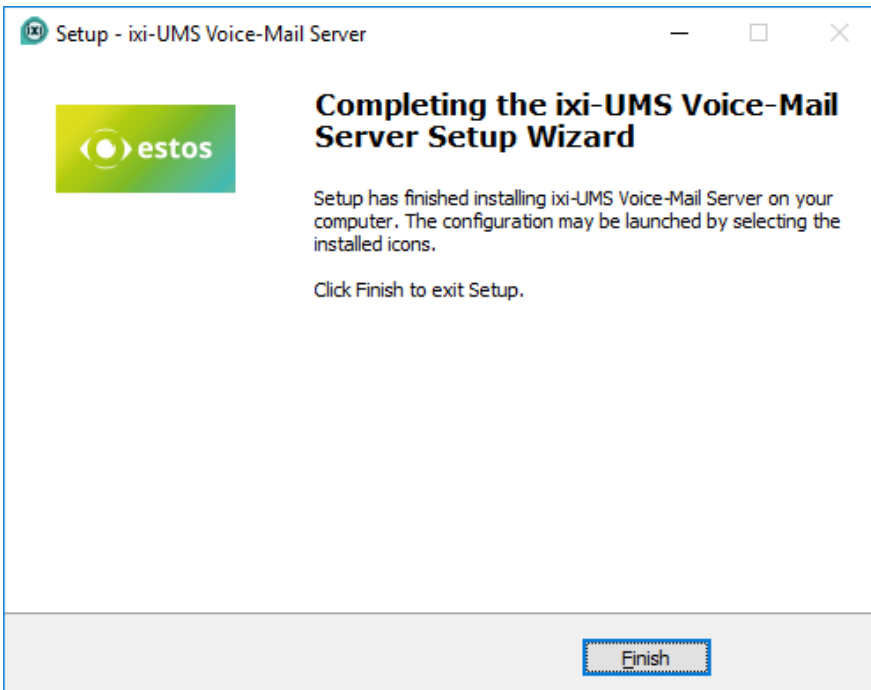 ixi
Setup - ixi-UMS Voice-Mail Server
estos
Completing the ixi-UMS Voice-Mail
Server Setup Wizard
Setup has finished installing ixi-UMS Voice-Mail Server on your
computer. The configuration may be launched by selecting the
installed icons.
Click Finish to exit Setup.
Finish